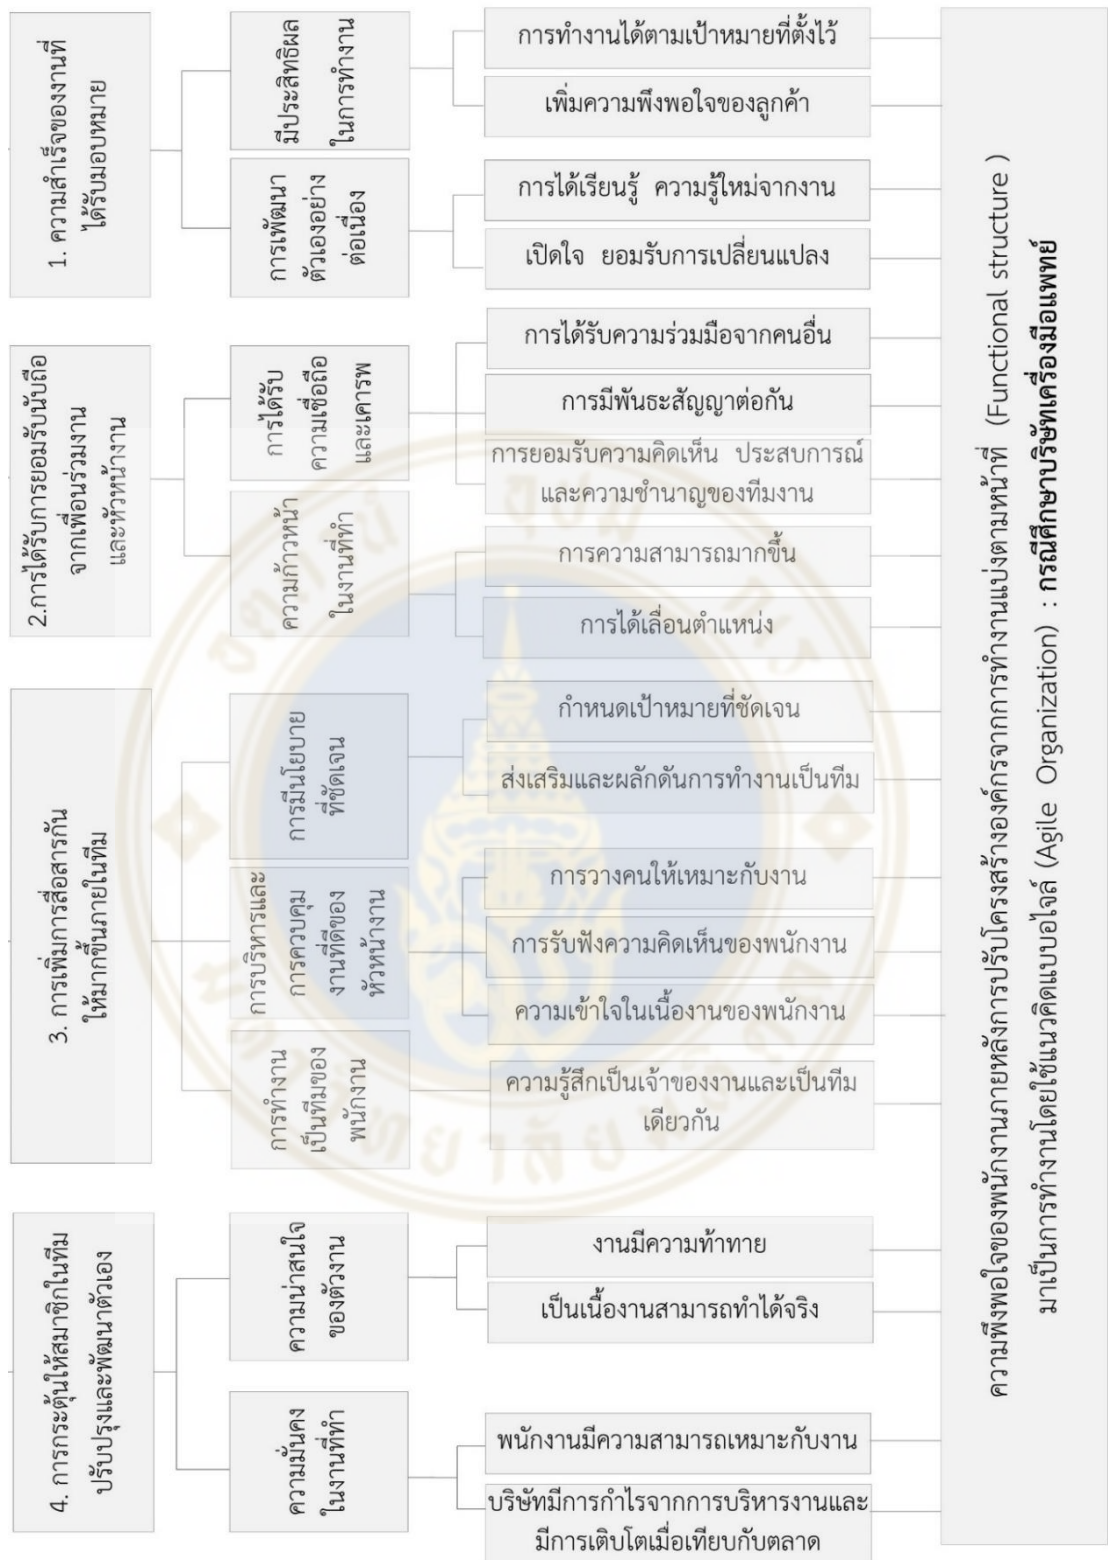 1. ความสำเร็จของงานที่
ได้รับมอบหมาย
มีประสิทธิผล
ในการทำงาน
การทำงานได้ตามเป้าหมายที่ตั้งไว้
เพิ่มความพึงพอใจของลูกค้า
การเพัฒนา
ตัวเองอย่าง
ต่อเนื่อง
การได้เรียนรู้ ความรู้ใหม่จากงาน
เปิดใจ ยอมรับการเปลี่ยนแปลง
2.การได้รับการยอมรับนับถือ
จากเพื่อนร่วมงาน
และหัวหน้างาน
การได้รับ
ความเชื่อถือ
และเคารพ
การได้รับความร่วมมือจากคนอื่น
การมีพันธะสัญญาต่อกัน
การยอมรับความคิดเห็น ประสบการณ์
และความชำนาญของทีมงาน
ความก้าวหน้า
ในงานที่ทำ
การความสามารถมากขึ้น
การได้เลื่อนตำแหน่ง
3. การเพิ่มการสื่อสารกัน
ให้มากขึ้นภายในทีม
การมีนโยบาย
ที่ชัดเจน
กำหนดเป้าหมายที่ชัดเจน
ส่งเสริมและผลักดันการทำงานเป็นทีม
การบริหารและ
การควบคุม
งานที่ดีของ
หัวหน้างาน
การวางคนให้เหมาะกับงาน
การรับฟังความคิดเห็นของพนักงาน
ความเข้าใจในเนื้องานของพนักงาน
การทำงาน
เป็นทีมของ
พนักงาน
ความรู้สึกเป็นเจ้าของงานและเป็นทีม
เดียวกัน
4. การกระตุ้นให้สมาชิกในทีม
ปรับปรุงและพัฒนาตัวเอง
ความน่าสนใจ
ของตัวงาน
งานมีความท้าทาย
เป็นเนื้องานสามารถทำได้จริง
ความมั่นคง
ในงานที่ทำ
พนักงานมีความสามารถเหมาะกับงาน
บริษัทมีการกำไรจากการบริหารงานและ
มีการเติบโตเมื่อเทียบกับตลาด
ความพึงพอใจของพนักงานภายหลังการปรับโครงสร้างองค์กรจากการทำงานแบ่งตามหน้าที่ (Functional structure )
มาเป็นการทำงานโดยใช้แนวคิดแบบอไจล์ (Agile Organization) : กรณีศึกษาบริษัทเครื่องมือแพทย์